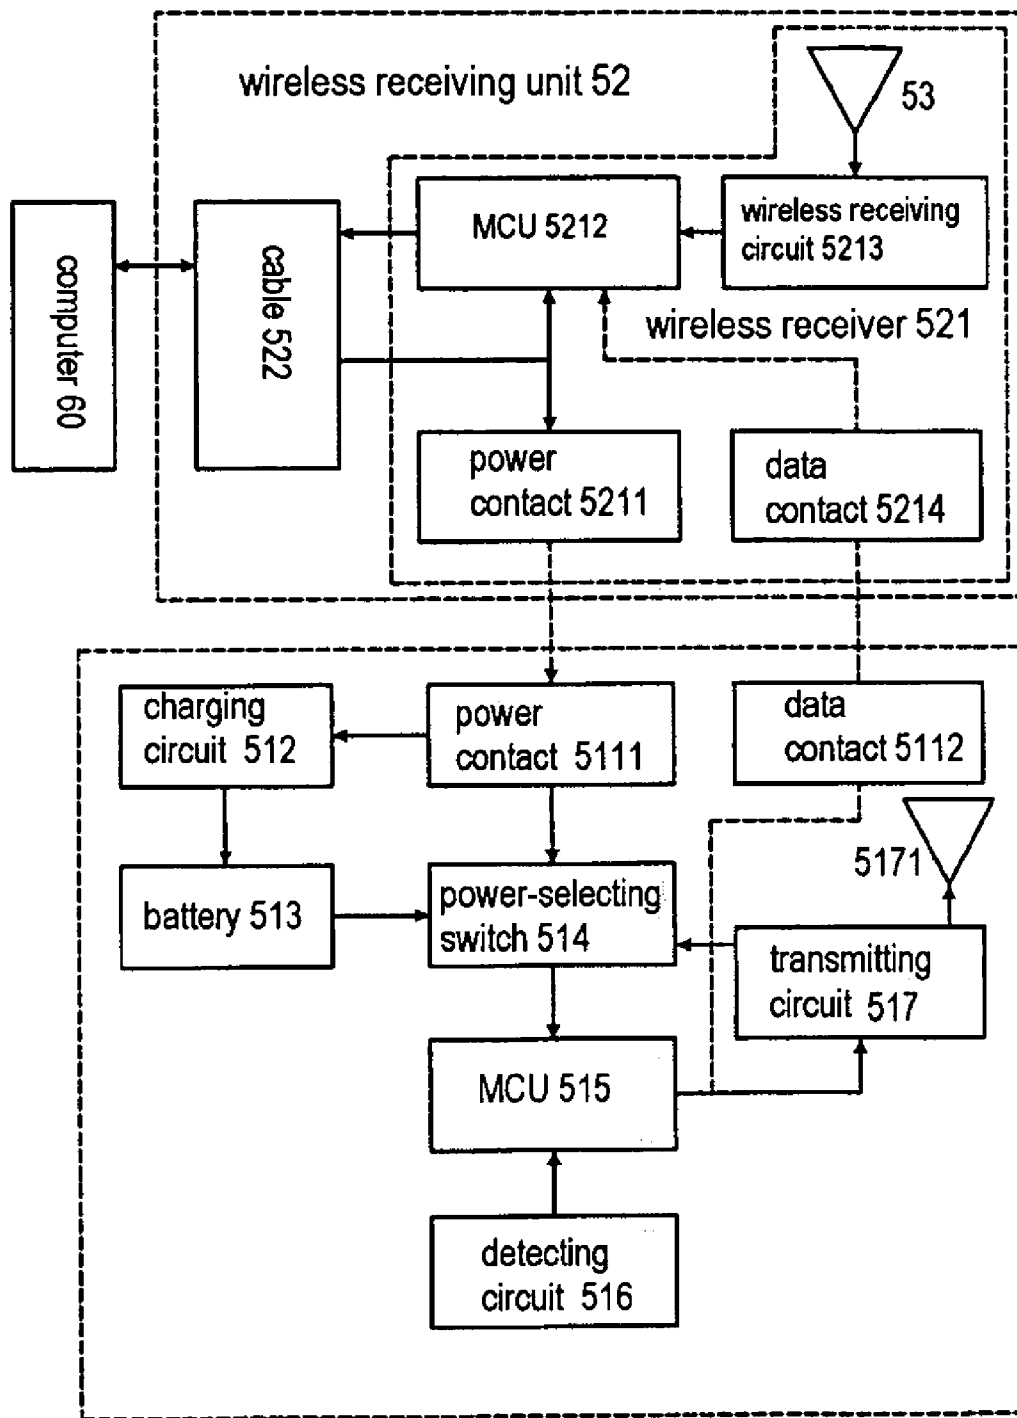 wireless receiving unit 52
53
computer 60
cable 522
MCU 5212
wireless receiving
circuit 5213
wireless receiver 521
power
contact 5211
data
contact 5214
charging
circuit 512
power
contact 5111
data
contact 5112
battery 513
power-selecting
switch 514
5171
transmitting
circuit 517
MCU 515
detecting
circuit 516